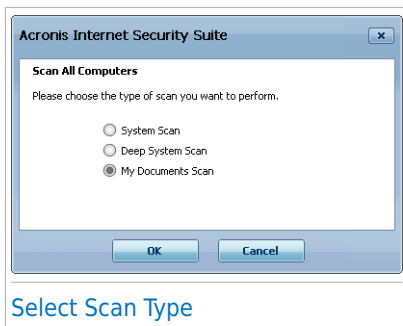 Acronis Internet Security Suite
Scan All Computers
Please choose the type of scan you want to perform.
System Scan
Deep System Scan
My Documents Scan
OK Cancel
Select Scan Type